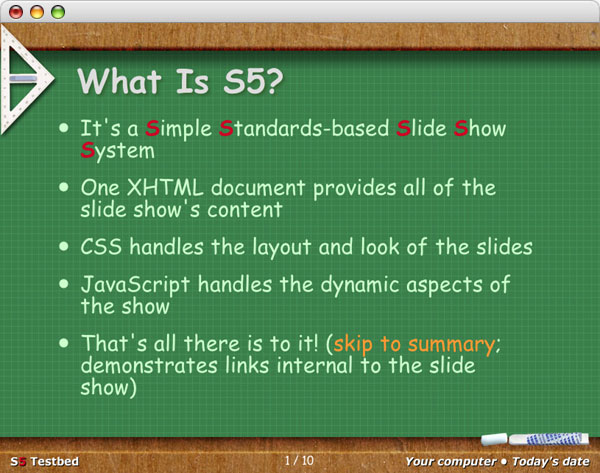 What Is S5?
• It's a Simple Standards-based Slide Show
System
• One XHTML document provides all of the
slide show's content
• CSS handles the layout and look of the slides
• JavaScript handles the dynamic aspects of
the show
• That's all there is to it! (skip to summary;
demonstrates links internal to the slide
show)
S5 Testbed
1 / 10
Your computer • Today's date